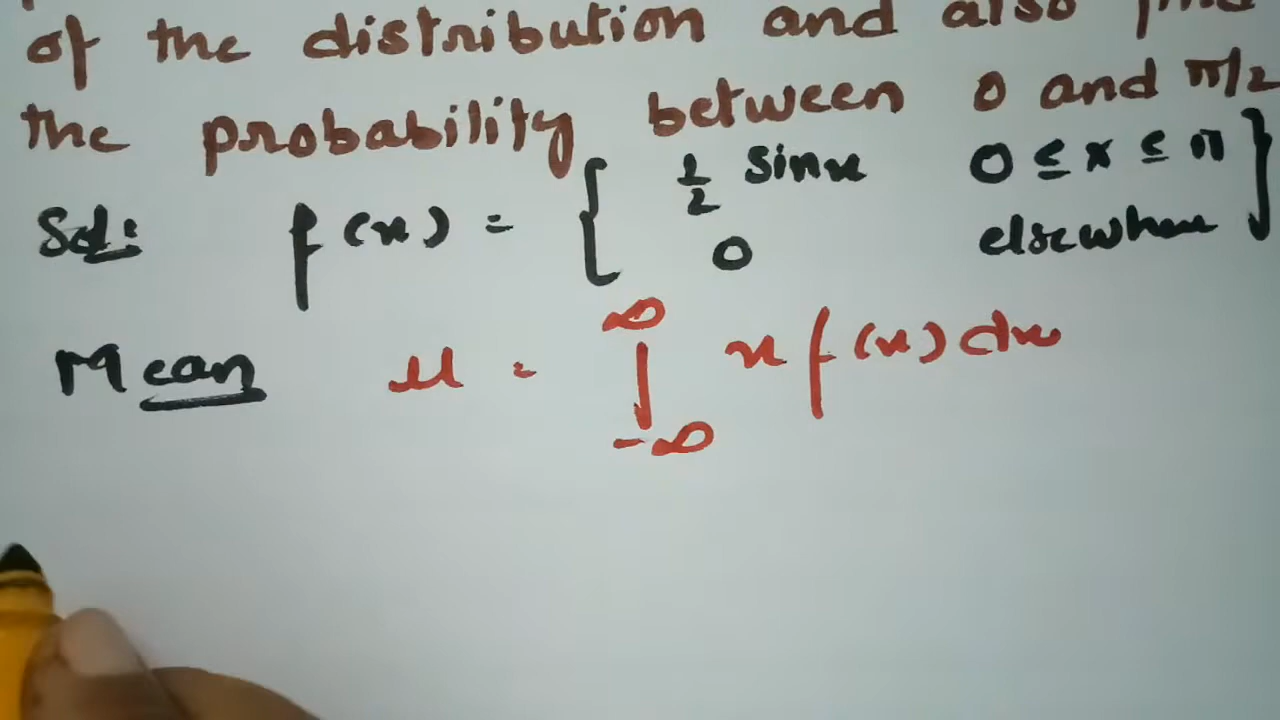 of the distribution and also find
the probability between 0 and π/2
Sol: f(x) = { 1/2 sinx 0 ≤ x ≤ π }
0 elsewhere
Mean μ = ∫_{-∞}^{∞} x f(x) dx